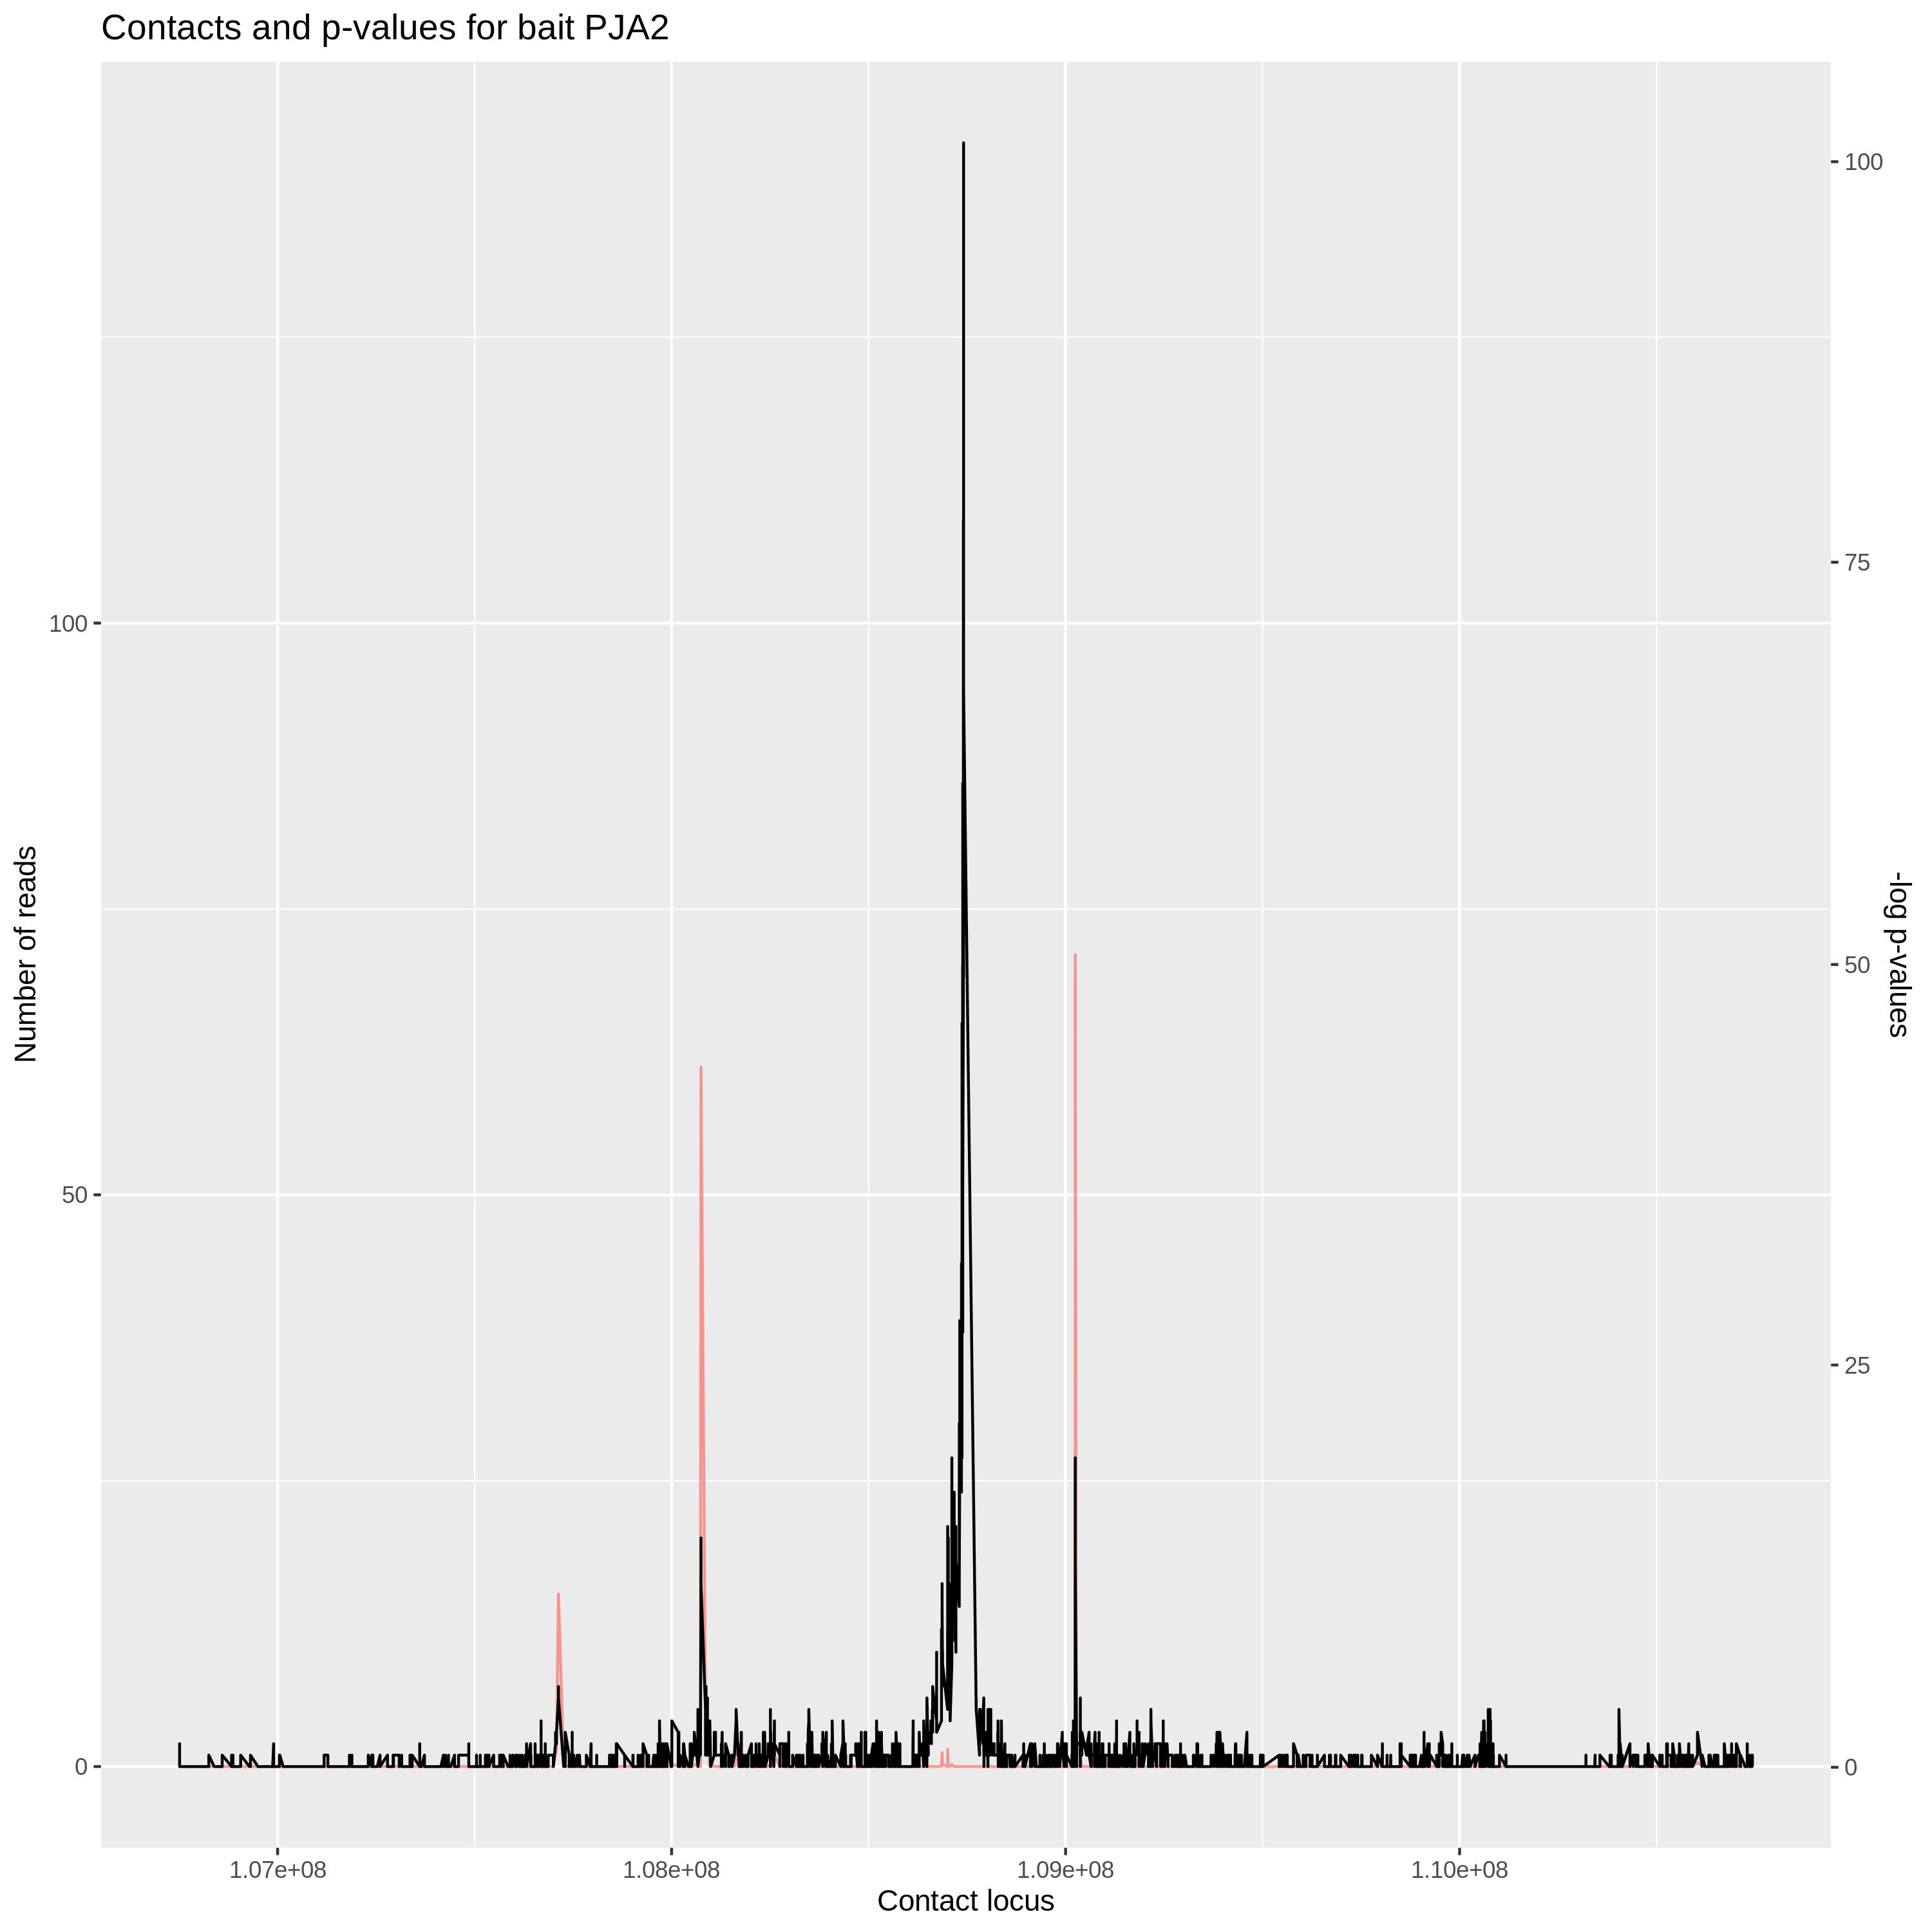 Contacts and p-values for bait PJA2
Number of reads
100
50
0
100
75
50
25
0
-log p-values
1.07e+08
1.08e+08
1.09e+08
1.10e+08
Contact locus